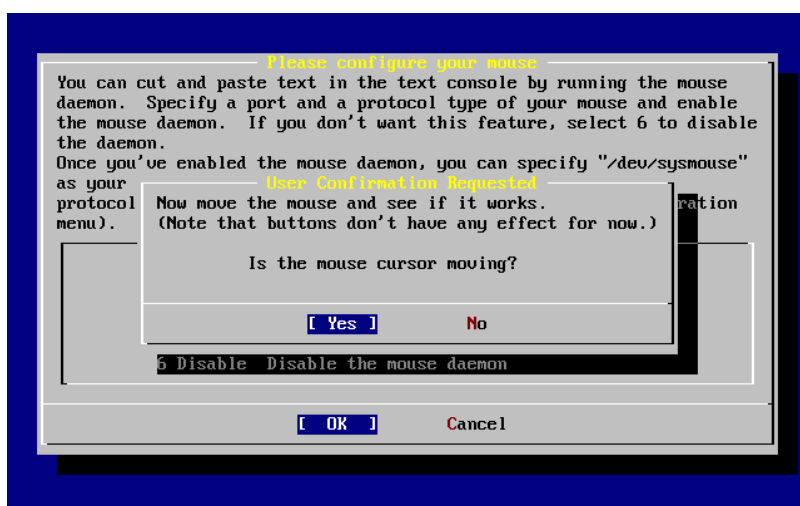 Please configure your mouse
You can cut and paste text in the text console by running the mouse
daemon.  Specify a port and a protocol type of your mouse and enable
the mouse daemon.  If you don't want this feature, select 6 to disable
the daemon.
Once you've enabled the mouse daemon, you can specify "/dev/sysmouse"
as your
protocol ration
menu).
User Confirmation Requested
Now move the mouse and see if it works.
(Note that buttons don't have any effect for now.)
Is the mouse cursor moving?
[ Yes ] No
6 Disable  Disable the mouse daemon
[ OK ] Cancel